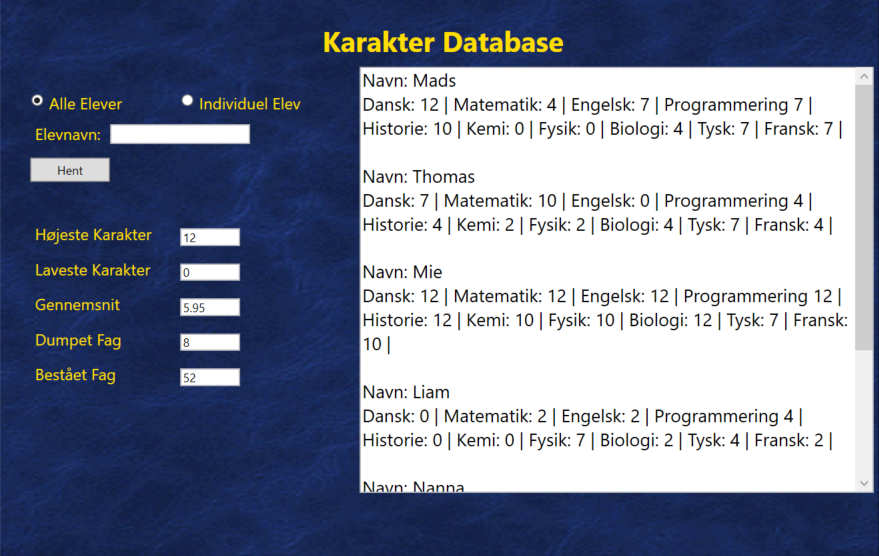 Karakter Database
Alle Elever
Individuel Elev
Elevnavn:
Hent
Højeste Karakter 12
Laveste Karakter 0
Gennemsnit 5.95
Dumpet Fag 8
Bestået Fag 52
Navn: Mads
Dansk: 12 | Matematik: 4 | Engelsk: 7 | Programmering 7 |
Historie: 10 | Kemi: 0 | Fysik: 0 | Biologi: 4 | Tysk: 7 | Fransk: 7 |
Navn: Thomas
Dansk: 7 | Matematik: 10 | Engelsk: 0 | Programmering 4 |
Historie: 4 | Kemi: 2 | Fysik: 2 | Biologi: 4 | Tysk: 7 | Fransk: 4 |
Navn: Mie
Dansk: 12 | Matematik: 12 | Engelsk: 12 | Programmering 12 |
Historie: 12 | Kemi: 10 | Fysik: 10 | Biologi: 12 | Tysk: 7 | Fransk:
10 |
Navn: Liam
Dansk: 0 | Matematik: 2 | Engelsk: 2 | Programmering 4 |
Historie: 0 | Kemi: 0 | Fysik: 7 | Biologi: 2 | Tysk: 4 | Fransk: 2 |
Navn: Nanna